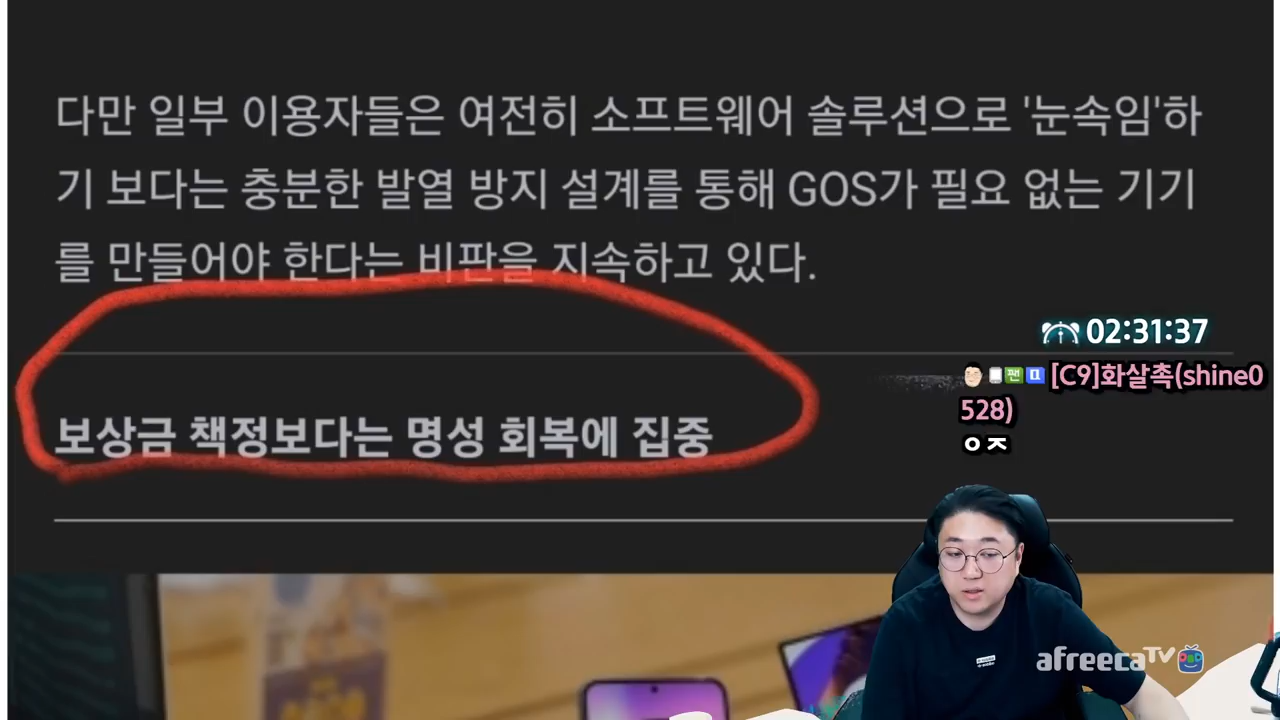 다만 일부 이용자들은 여전히 소프트웨어 솔루션으로 '눈속임'하
기 보다는 충분한 발열 방지 설계를 통해 GOS가 필요 없는 기기
를 만들어야 한다는 비판을 지속하고 있다.
02:31:37
팬 [C9]화살촉(shine0
528)
ㅇㅈ
보상금 책정보다는 명성 회복에 집중
afreecaTV